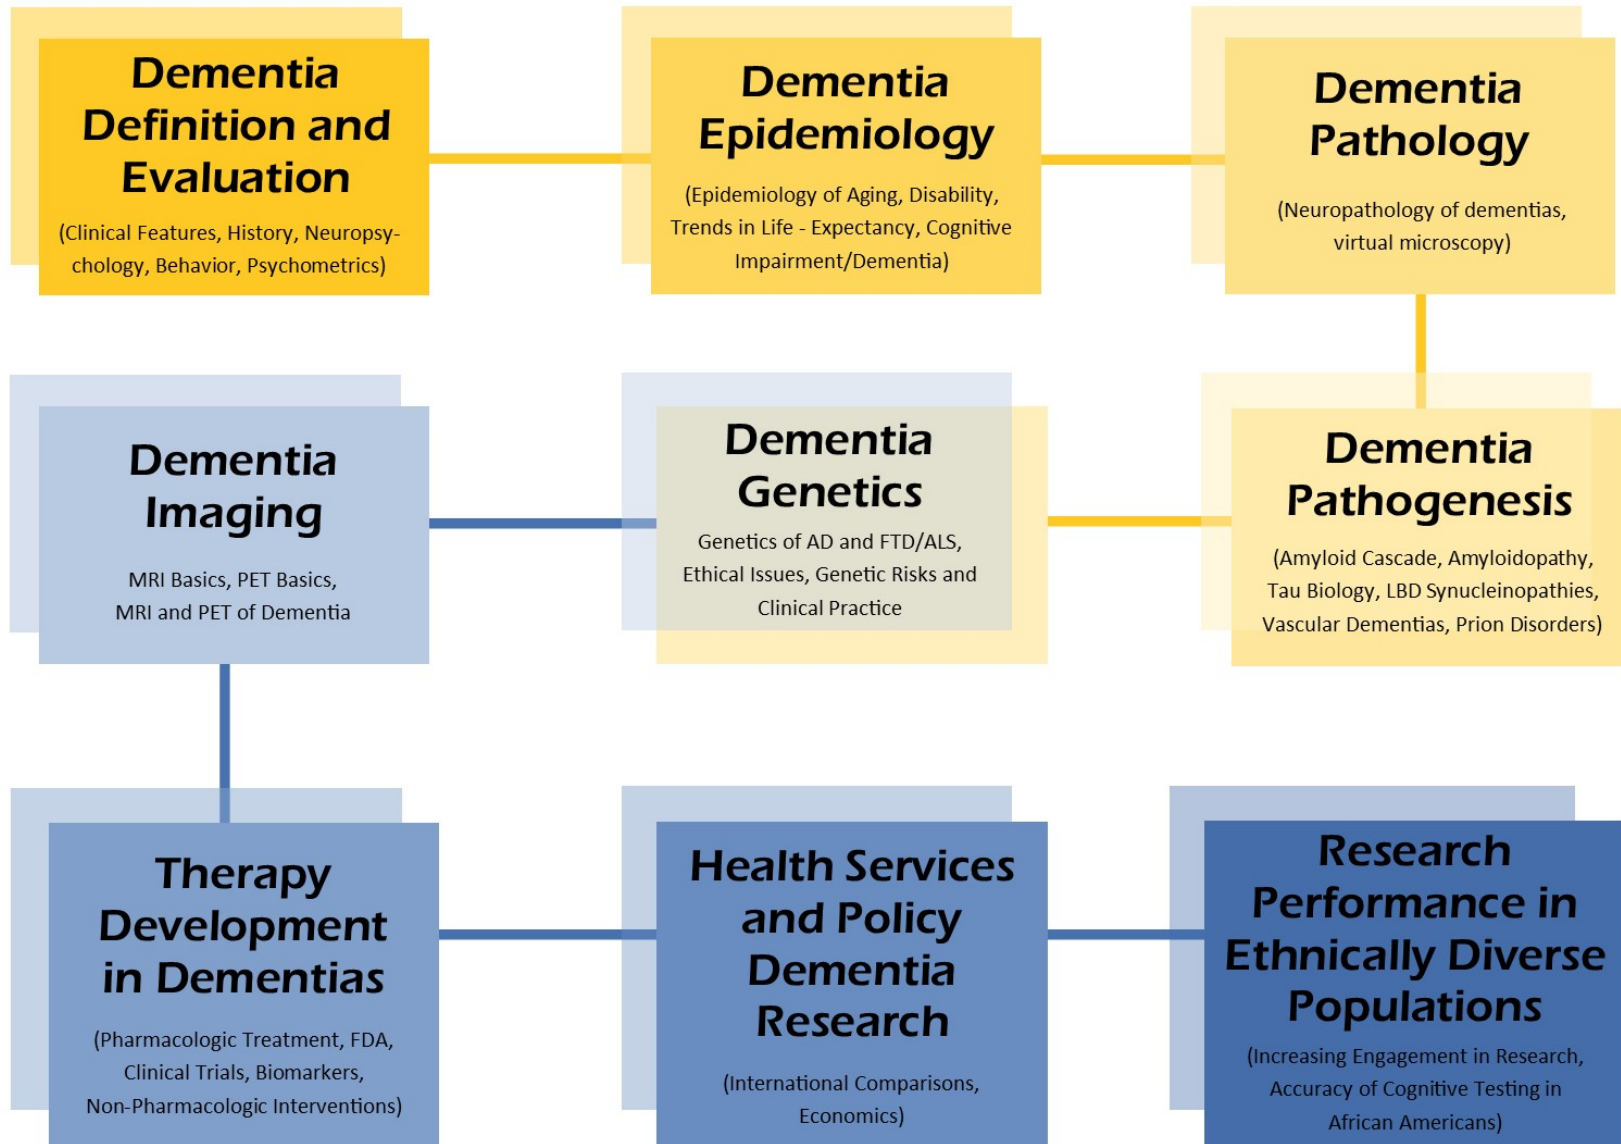 Dementia
Definition and
Evaluation
(Clinical Features, History, Neuropsy-
chology, Behavior, Psychometrics)
Dementia
Epidemiology
(Epidemiology of Aging, Disability,
Trends in Life - Expectancy, Cognitive
Impairment/Dementia)
Dementia
Pathology
(Neuropathology of dementias,
virtual microscopy)
Dementia
Imaging
MRI Basics, PET Basics,
MRI and PET of Dementia
Dementia
Genetics
Genetics of AD and FTD/ALS,
Ethical Issues, Genetic Risks and
Clinical Practice
Dementia
Pathogenesis
(Amyloid Cascade, Amyloidopathy,
Tau Biology, LBD Synucleinopathies,
Vascular Dementias, Prion Disorders)
Therapy
Development
in Dementias
(Pharmacologic Treatment, FDA,
Clinical Trials, Biomarkers,
Non-Pharmacologic Interventions)
Health Services
and Policy
Dementia
Research
(International Comparisons,
Economics)
Research
Performance in
Ethnically Diverse
Populations
(Increasing Engagement in Research,
Accuracy of Cognitive Testing in
African Americans)